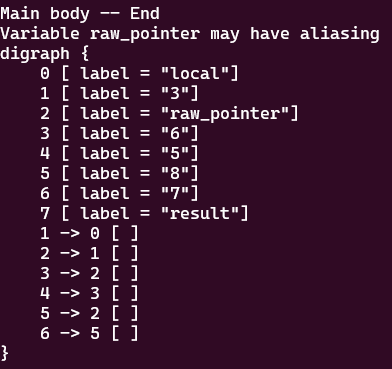 Main body -- End
Variable raw_pointer may have aliasing
digraph {
    0 [ label = "local"]
    1 [ label = "3"]
    2 [ label = "raw_pointer"]
    3 [ label = "6"]
    4 [ label = "5"]
    5 [ label = "8"]
    6 [ label = "7"]
    7 [ label = "result"]
    1 -> 0 [ ]
    2 -> 1 [ ]
    3 -> 2 [ ]
    4 -> 3 [ ]
    5 -> 2 [ ]
    6 -> 5 [ ]
}